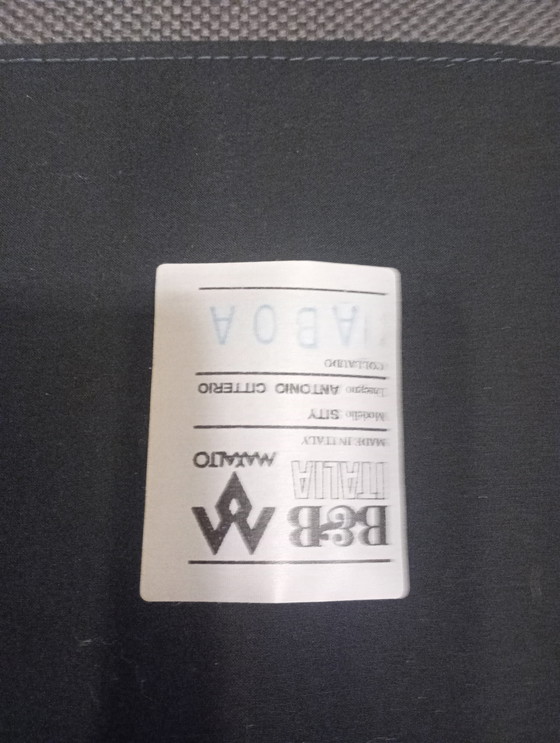 B&B
ITALIA
MAXALTO
MADE IN ITALY
Modello SITY
Disegno ANTONIO CITTERIO
COLLAUDO